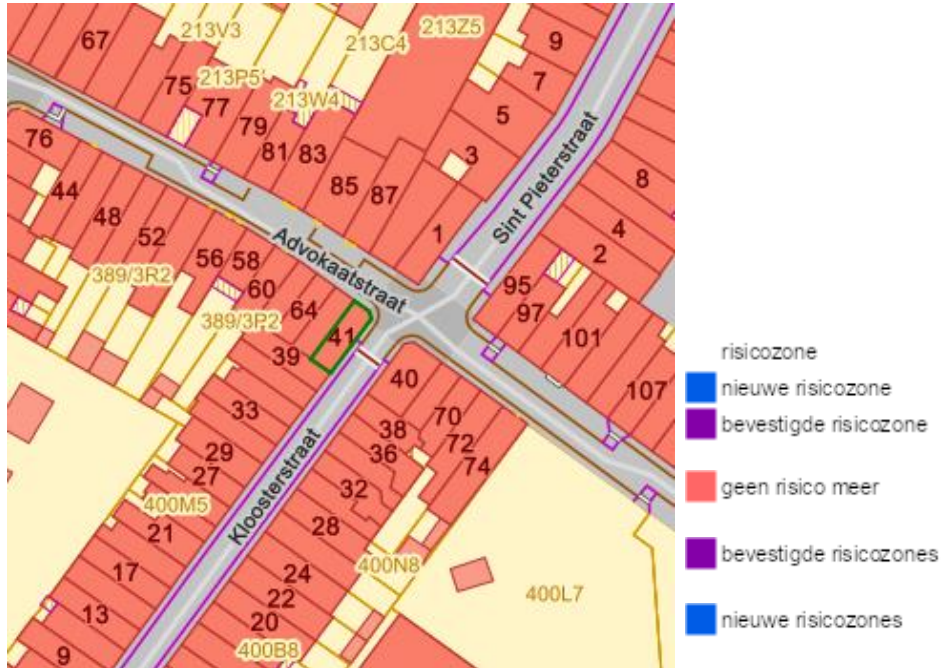 213V3
213Z5
67
213C4
9
75
213P5
7
77
213W4
5
79
76
81
83
3
8
44
85
87
48
1
4
52
Sint Pieterstraat
2
56
58
Advokaatstraat
95
389/3R2
60
97
64
101
389/3P2
41
39
40
107
33
70
38
72
29
36
74
27
32
400M5
Kloosterstraat
21
28
400N8
17
24
400L7
22
13
20
9
400B8
risicozone
nieuwe risicozone
bevestigde risicozone
geen risico meer
bevestigde risicozones
nieuwe risicozones